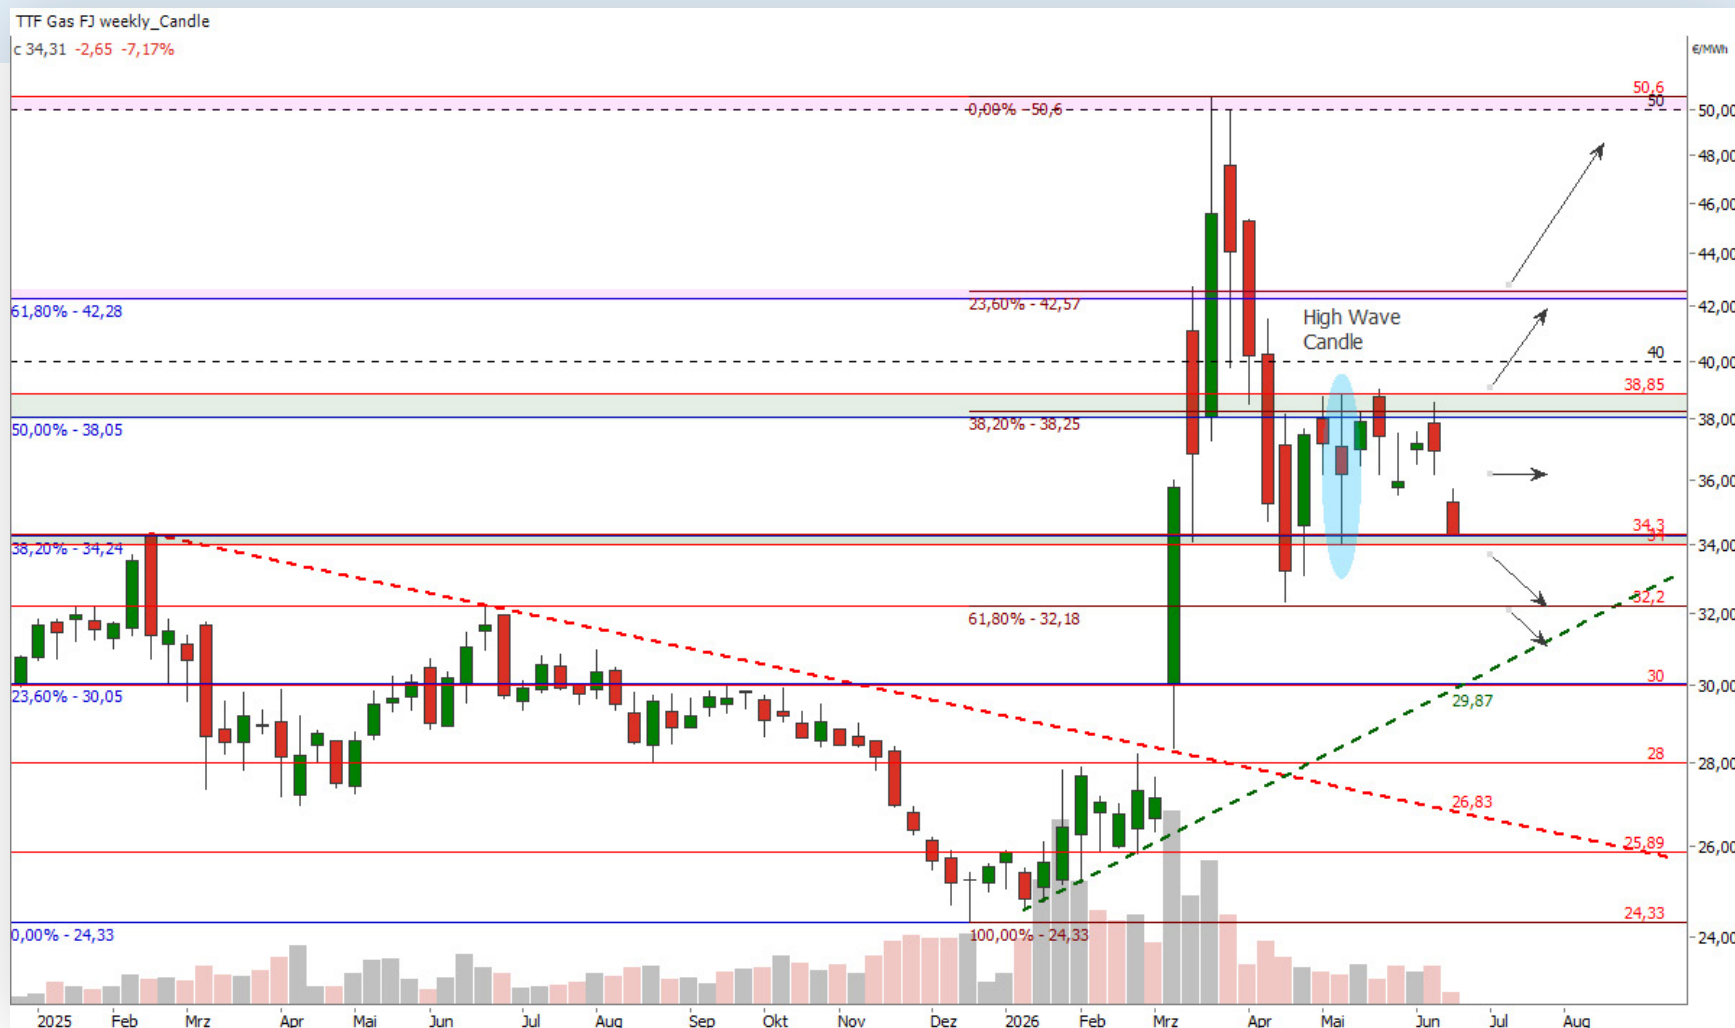 TTF Gas FJ weekly_Candle
c 34,31 -2,65 -7,17%
€/MWh
50,6
50
0,00% - 50,6
50,00
48,00
46,00
44,00
61,80% - 42,28
23,60% - 42,57
42,00
High Wave
Candle
40
40,00
38,85
50,00% - 38,05
38,20% - 38,25
38,00
36,00
34,3
34
38,20% - 34,24
34,00
32,2
61,80% - 32,18
32,00
23,60% - 30,05
30
30,00
29,87
28
28,00
26,83
25,89
26,00
24,33
0,00% - 24,33
100,00% - 24,33
24,00
2025 Feb Mrz Apr Mai Jun Jul Aug Sep Okt Nov Dez 2026 Feb Mrz Apr Mai Jun Jul Aug